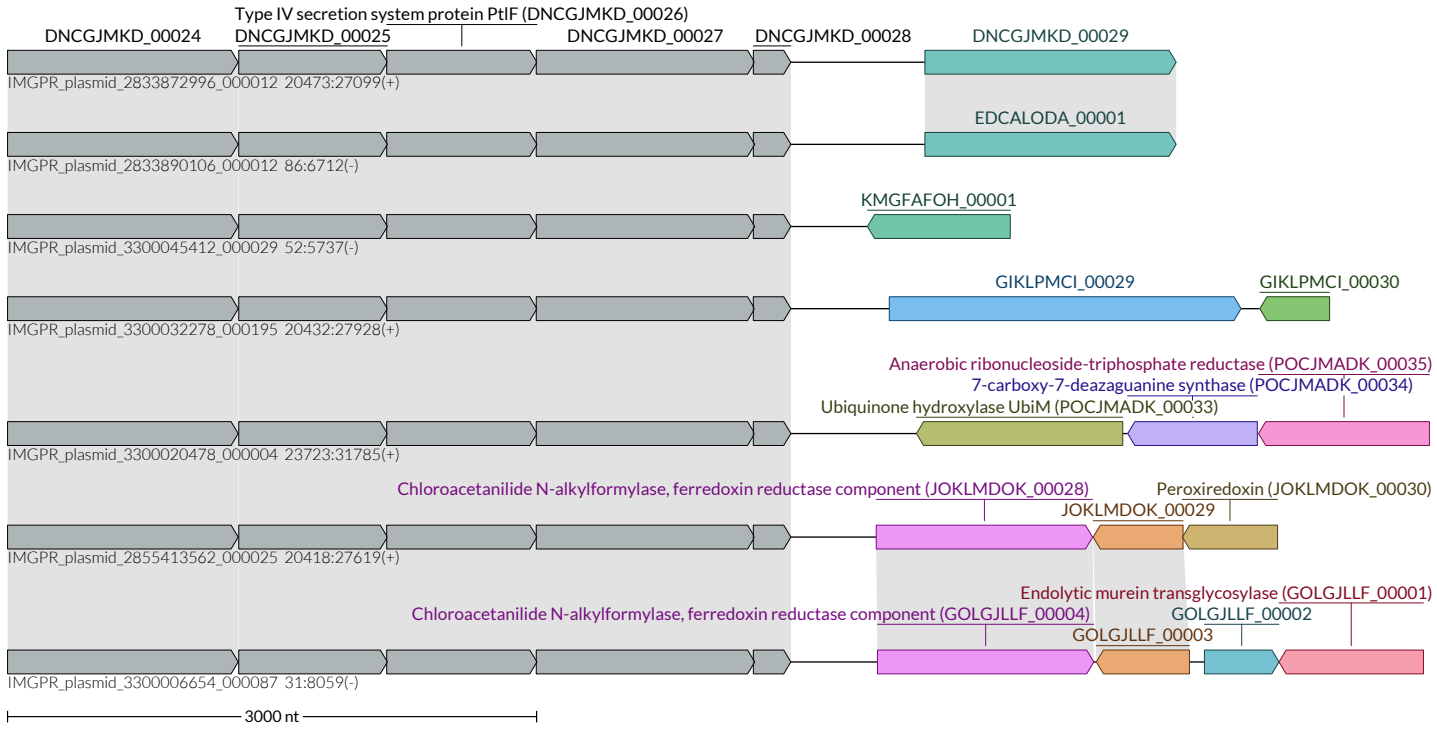 Type IV secretion system protein PtlF (DNCGJMKD_00026)
DNCGJMKD_00024 DNCGJMKD_00025 DNCGJMKD_00027 DNCGJMKD_00028 DNCGJMKD_00029
IMGPR_plasmid_2833872996_000012 20473:27099(+)
EDCALODA_00001
IMGPR_plasmid_2833890106_000012 86:6712(-)
KMGFAFOH_00001
IMGPR_plasmid_3300045412_000029 52:5737(-)
GIKLPMCI_00029 GIKLPMCI_00030
IMGPR_plasmid_3300032278_000195 20432:27928(+)
Anaerobic ribonucleoside-triphosphate reductase (POCJMADK_00035)
7-carboxy-7-deazaguanine synthase (POCJMADK_00034)
Ubiquinone hydroxylase UbiM (POCJMADK_00033)
IMGPR_plasmid_3300020478_000004 23723:31785(+)
Chloroacetanilide N-alkylformylase, ferredoxin reductase component (JOKLMDOK_00028) Peroxiredoxin (JOKLMDOK_00030)
JOKLMDOK_00029
IMGPR_plasmid_2855413562_000025 20418:27619(+)
Endolytic murein transglycosylase (GOLGJLLF_00001)
Chloroacetanilide N-alkylformylase, ferredoxin reductase component (GOLGJLLF_00004) GOLGJLLF_00002
GOLGJLLF_00003
IMGPR_plasmid_3300006654_000087 31:8059(-)
3000 nt